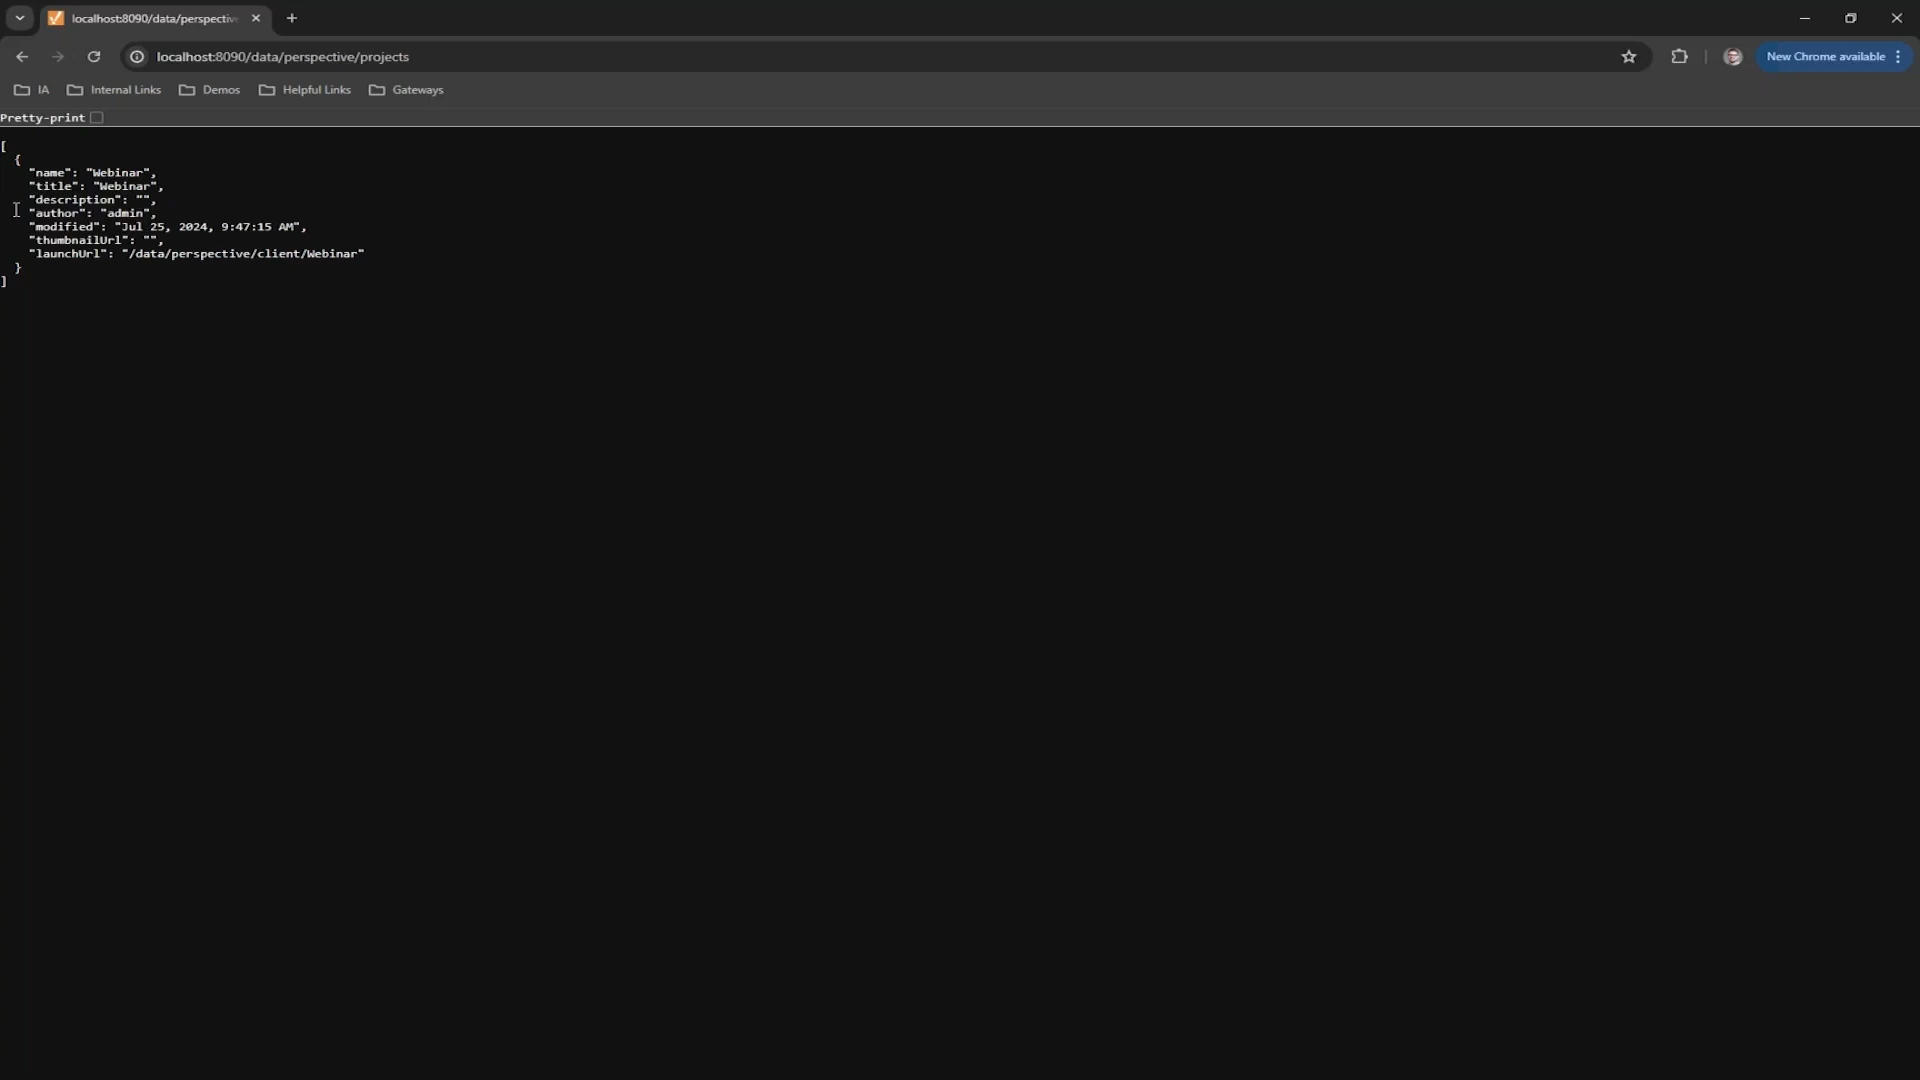 localhost:8090/data/perspectiv
localhost:8090/data/perspective/projects
New Chrome available
IA
Internal Links
Demos
Helpful Links
Gateways
Pretty-print
[
{
"name": "Webinar",
"title": "Webinar",
"description": "",
"author": "admin",
"modified": "Jul 25, 2024, 9:47:15 AM",
"thumbnailUrl": "",
"launchUrl": "/data/perspective/client/Webinar"
}
]